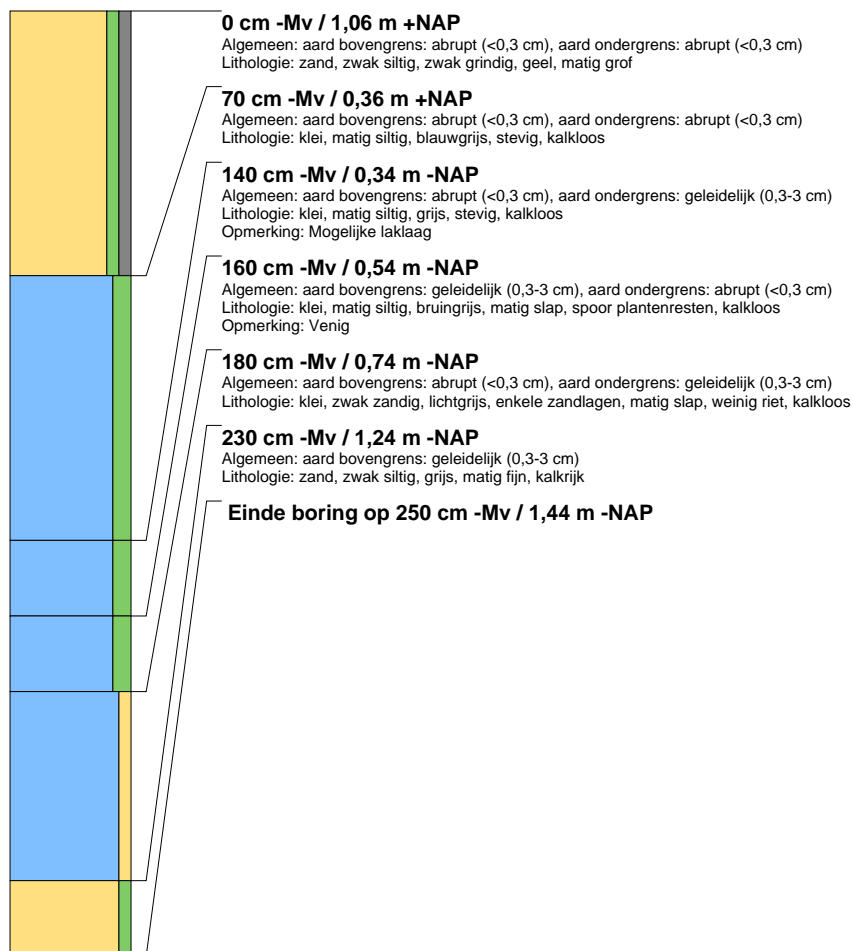 0 cm -Mv / 1,06 m +NAP
Algemeen: aard bovengrens: abrupt (<0,3 cm), aard ondergrens: abrupt (<0,3 cm)
Lithologie: zand, zwak siltig, zwak grindig, geel, matig grof
70 cm -Mv / 0,36 m +NAP
Algemeen: aard bovengrens: abrupt (<0,3 cm), aard ondergrens: abrupt (<0,3 cm)
Lithologie: klei, matig siltig, blauwgrijs, stevig, kalkloos
140 cm -Mv / 0,34 m -NAP
Algemeen: aard bovengrens: abrupt (<0,3 cm), aard ondergrens: geleidelijk (0,3-3 cm)
Lithologie: klei, matig siltig, grijs, stevig, kalkloos
Opmerking: Mogelijke laklaag
160 cm -Mv / 0,54 m -NAP
Algemeen: aard bovengrens: geleidelijk (0,3-3 cm), aard ondergrens: abrupt (<0,3 cm)
Lithologie: klei, matig siltig, bruingrijs, matig slap, spoor plantenresten, kalkloos
Opmerking: Venig
180 cm -Mv / 0,74 m -NAP
Algemeen: aard bovengrens: abrupt (<0,3 cm), aard ondergrens: geleidelijk (0,3-3 cm)
Lithologie: klei, zwak zandig, lichtgrijs, enkele zandlagen, matig slap, weinig riet, kalkloos
230 cm -Mv / 1,24 m -NAP
Algemeen: aard bovengrens: geleidelijk (0,3-3 cm)
Lithologie: zand, zwak siltig, grijs, matig fijn, kalkrijk
Einde boring op 250 cm -Mv / 1,44 m -NAP